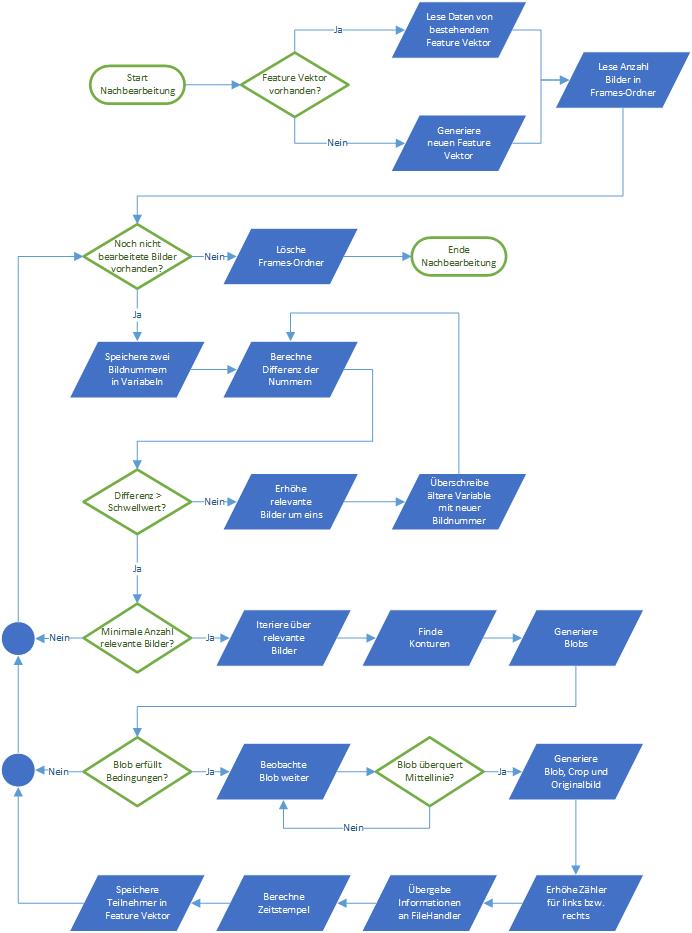 Start
Nachbearbeitung
Feature Vektor
vorhanden?
Ja
Lese Daten von
bestehendem
Feature Vektor
Nein
Generiere
neuen Feature
Vektor
Lese Anzahl
Bilder in
Frames-Ordner
Noch nicht
bearbeitete Bilder
vorhanden?
Nein
Lösche
Frames-Ordner
Ende
Nachbearbeitung
Ja
Speichere zwei
Bildnummern
in Variabeln
Berechne
Differenz der
Nummern
Differenz >
Schwellwert?
Nein
Erhöhe
relevante
Bilder um eins
Überschreibe
ältere Variable
mit neuer
Bildnummer
Ja
Nein
Minimale Anzahl
relevante Bilder?
Ja
Iteriere über
relevante
Bilder
Finde
Konturen
Generiere
Blobs
Nein
Blob erfüllt
Bedingungen?
Ja
Beobachte
Blob weiter
Blob überquert
Mittellinie?
Ja
Generiere
Blob, Crop und
Originalbild
Nein
Speichere
Teilnehmer in
Feature Vektor
Berechne
Zeitstempel
Übergebe
Informationen
an FileHandler
Erhöhe Zähler
für links bzw.
rechts